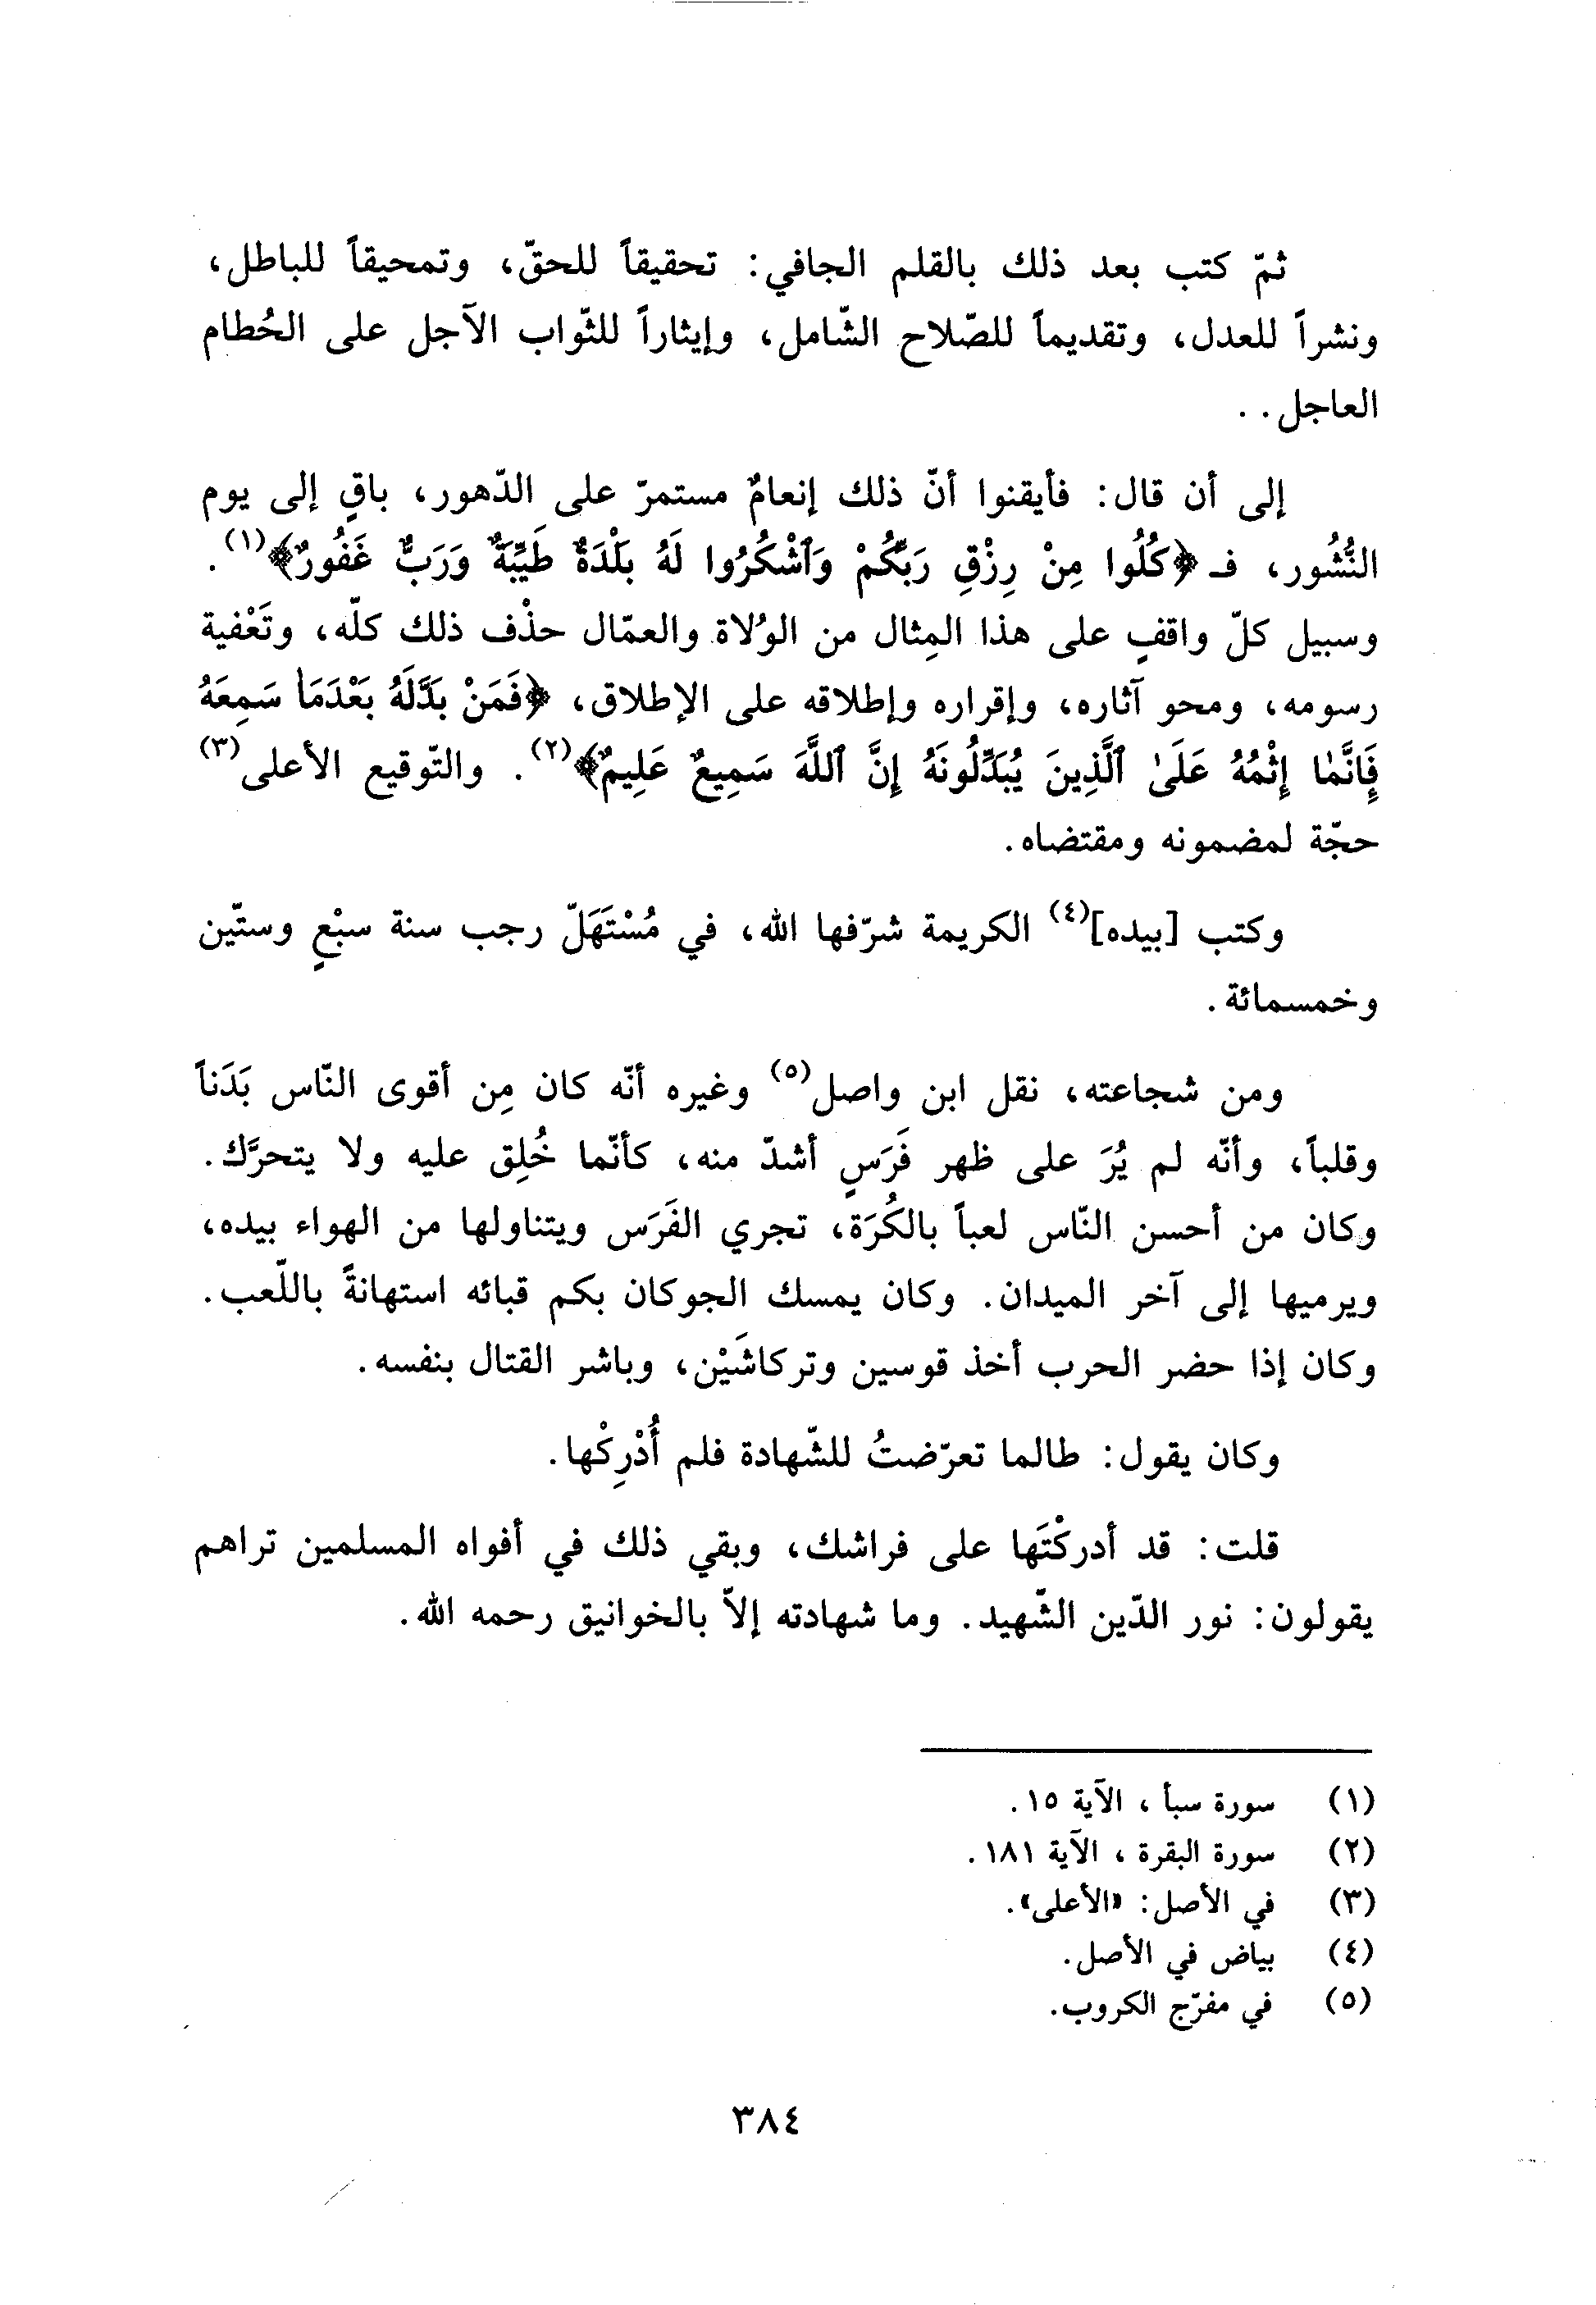 ثمّ كتب بعد ذلك بالقلم الجافي: تحقيقاً للحقّ، وتمحيقاً للباطل،
ونشراً للعدل، وتقديماً للصّلاح الشّامل، وإيثاراً للثّواب الآجل على الحُطام
العاجل. .
إلى أن قال: فأيقنوا أنّ ذلك إنعامٌ مستمرّ على الدّهور، باقٍ إلى يوم
النُّشُور، فـ ﴿كُلُوا مِنْ رِزْقِ رَبِّكُمْ وَٱشْكُرُوا لَهُ بَلْدَةٌ طَيِّبَةٌ وَرَبٌّ غَفُورٌ﴾(١).
وسبيل كلّ واقفٍ على هذا المِثال من الوُلاة والعمّال حذْف ذلك كلّه، وتَعْفية
رسومه، ومحو آثاره، وإقراره وإطلاقه على الإطلاق، ﴿فَمَنْ بَدَّلَهُ بَعْدَمَا سَمِعَهُ
فَإِنَّمَا إِثْمُهُ عَلَىٰ ٱلَّذِينَ يُبَدِّلُونَهُ إِنَّ ٱللَّهَ سَمِيعٌ عَلِيمٌ﴾(٢). والتّوقيع الأعلى(٣)
حجّة لمضمونه ومقتضاه.
وكتب [بيده](٤) الكريمة شرّفها الله، في مُسْتَهَلّ رجب سنة سبْعٍ وستّين
وخمسمائة.
ومن شجاعته، نقل ابن واصل(٥) وغيره أنّه كان مِن أقوى النّاس بَدَناً
وقلباً، وأنّه لم يُرَ على ظهر فَرَسٍ أشدّ منه، كأنّما خُلِق عليه ولا يتحرَّك.
وكان من أحسن النّاس لعباً بالكُرَة، تجري الفَرَس ويتناولها من الهواء بيده،
ويرميها إلى آخر الميدان. وكان يمسك الجوكان بكم قبائه استهانةً باللّعب.
وكان إذا حضر الحرب أخذ قوسين وتركاشَيْن، وباشر القتال بنفسه.
وكان يقول: طالما تعرّضتُ للشّهادة فلم أُدْرِكْها.
قلت: قد أدركْتَها على فراشك، وبقي ذلك في أفواه المسلمين تراهم
يقولون: نور الدّين الشّهيد. وما شهادته إلاّ بالخوانيق رحمه الله.
(١) سورة سبأ ، الآية ١٥.
(٢) سورة البقرة ، الآية ١٨١.
(٣) في الأصل: «الأعلى».
(٤) بياض في الأصل.
(٥) في مفرّج الكروب.
٣٨٤